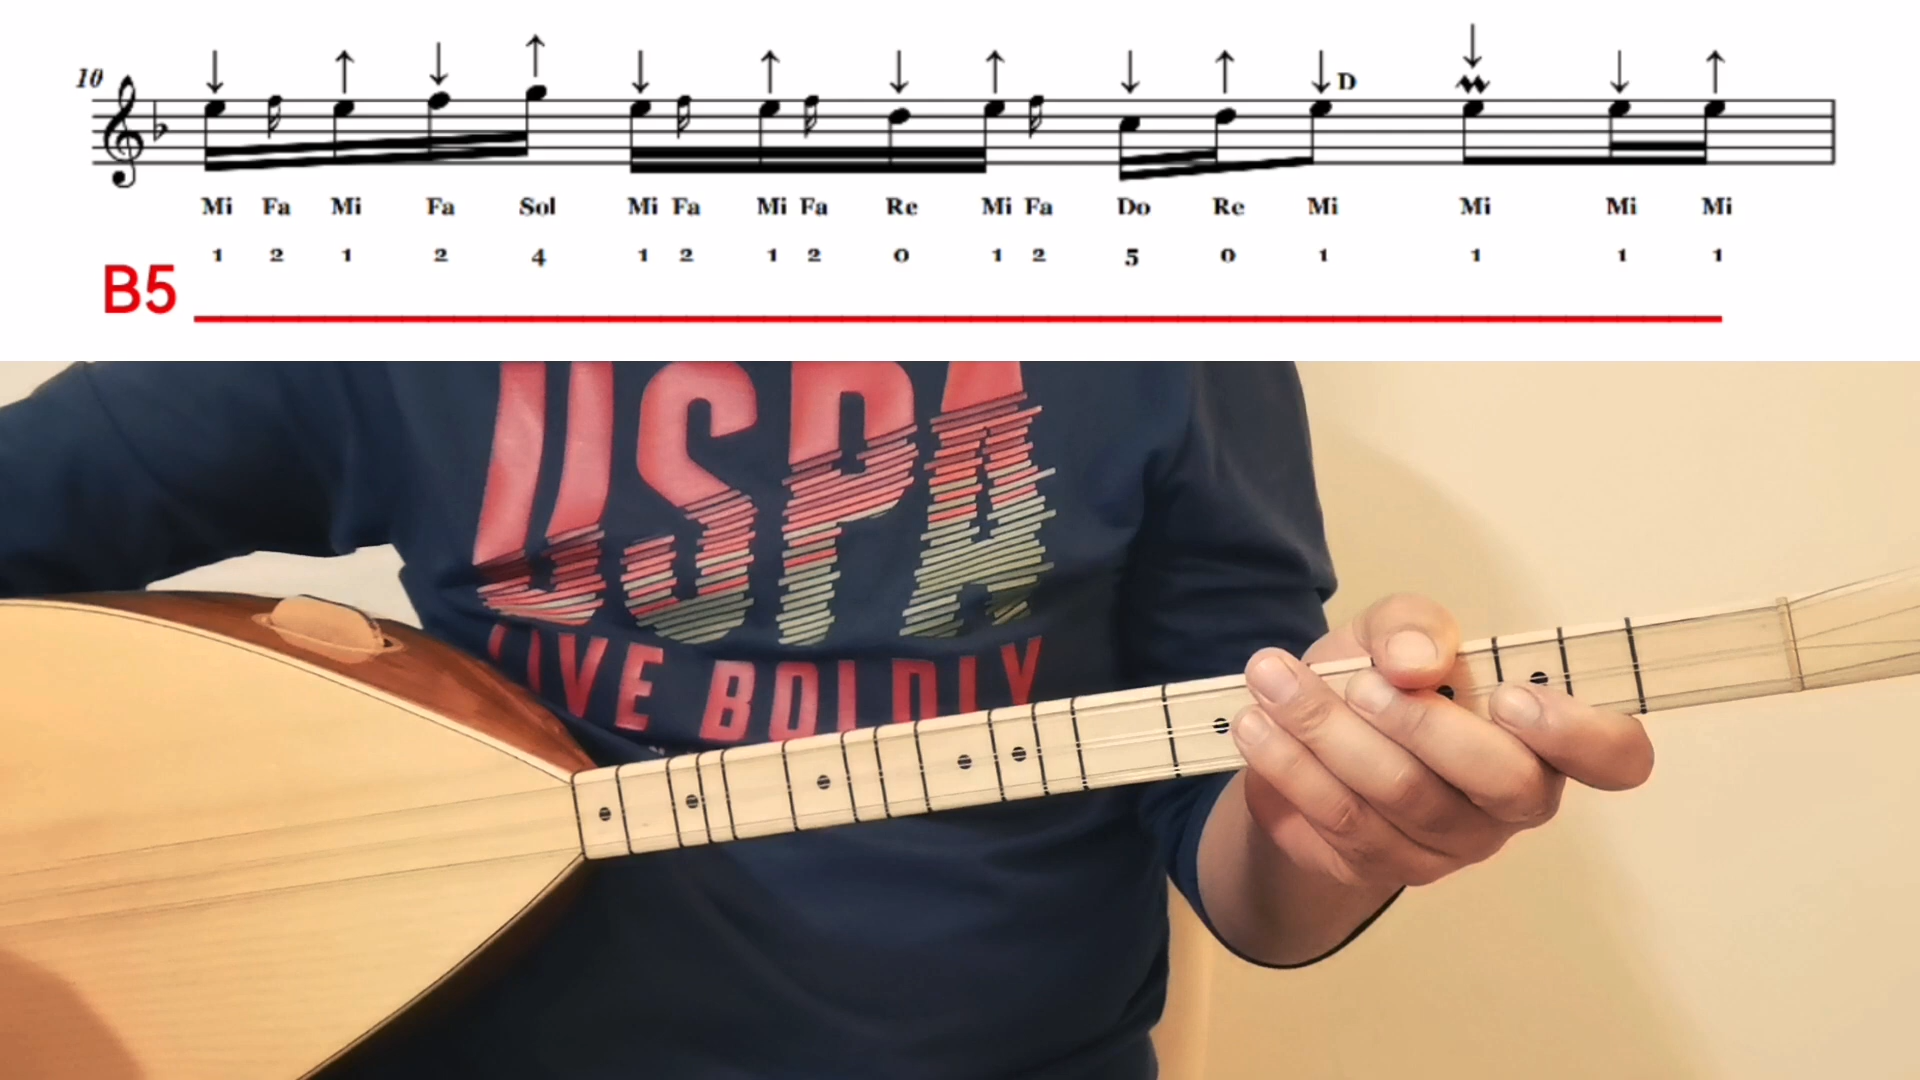 10
D
Mi Fa Mi Fa Sol Mi Fa Mi Fa Re Mi Fa Do Re Mi Mi Mi Mi
1 2 1 2 4 1 2 1 2 0 1 2 5 0 1 1 1 1
B5
USPA
LIVE BOLDLY